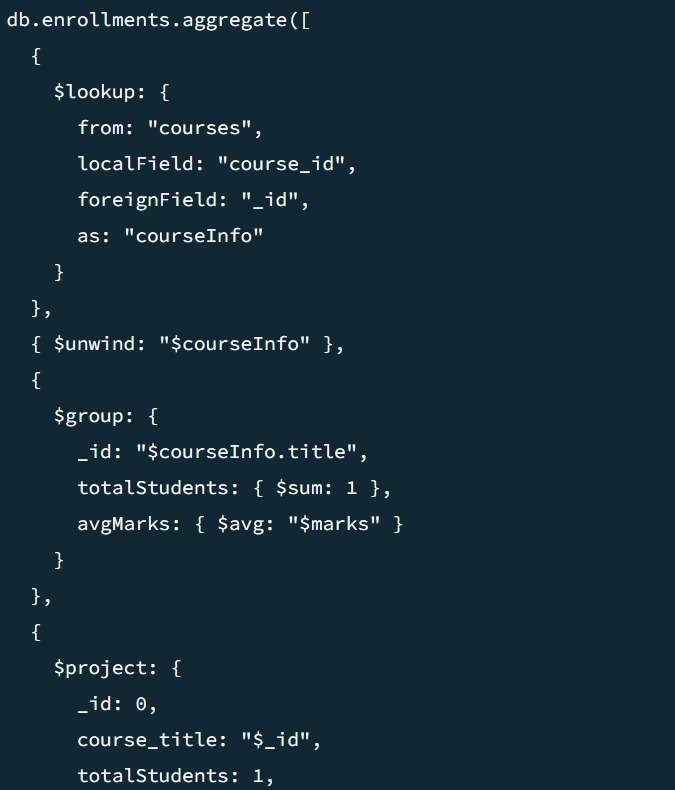 db.enrollments.aggregate([
  {
    $lookup: {
      from: "courses",
      localField: "course_id",
      foreignField: "_id",
      as: "courseInfo"
    }
  },
  { $unwind: "$courseInfo" },
  {
    $group: {
      _id: "$courseInfo.title",
      totalStudents: { $sum: 1 },
      avgMarks: { $avg: "$marks" }
    }
  },
  {
    $project: {
      _id: 0,
      course_title: "$_id",
      totalStudents: 1,